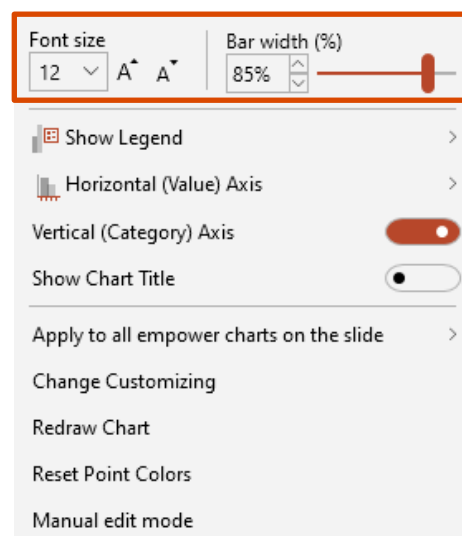 Font size
Bar width (%)
12
A A
85%
Show Legend
Horizontal (Value) Axis
Vertical (Category) Axis
Show Chart Title
Apply to all empower charts on the slide
Change Customizing
Redraw Chart
Reset Point Colors
Manual edit mode